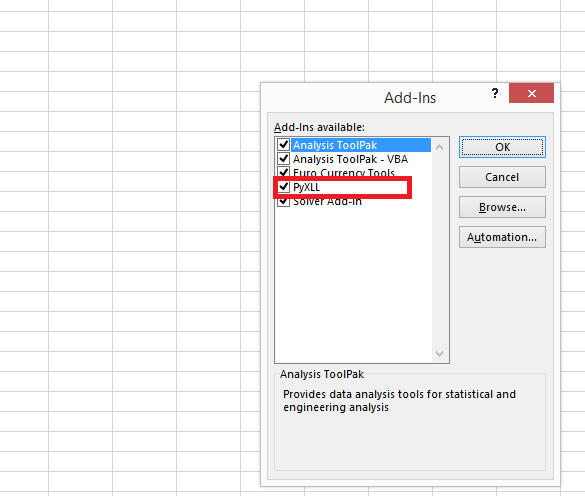 Add-Ins
?
Add-Ins available:
Analysis ToolPak
Analysis ToolPak - VBA
Euro Currency Tools
PyXLL
Solver Add-in
OK
Cancel
Browse...
Automation...
Analysis ToolPak
Provides data analysis tools for statistical and
engineering analysis